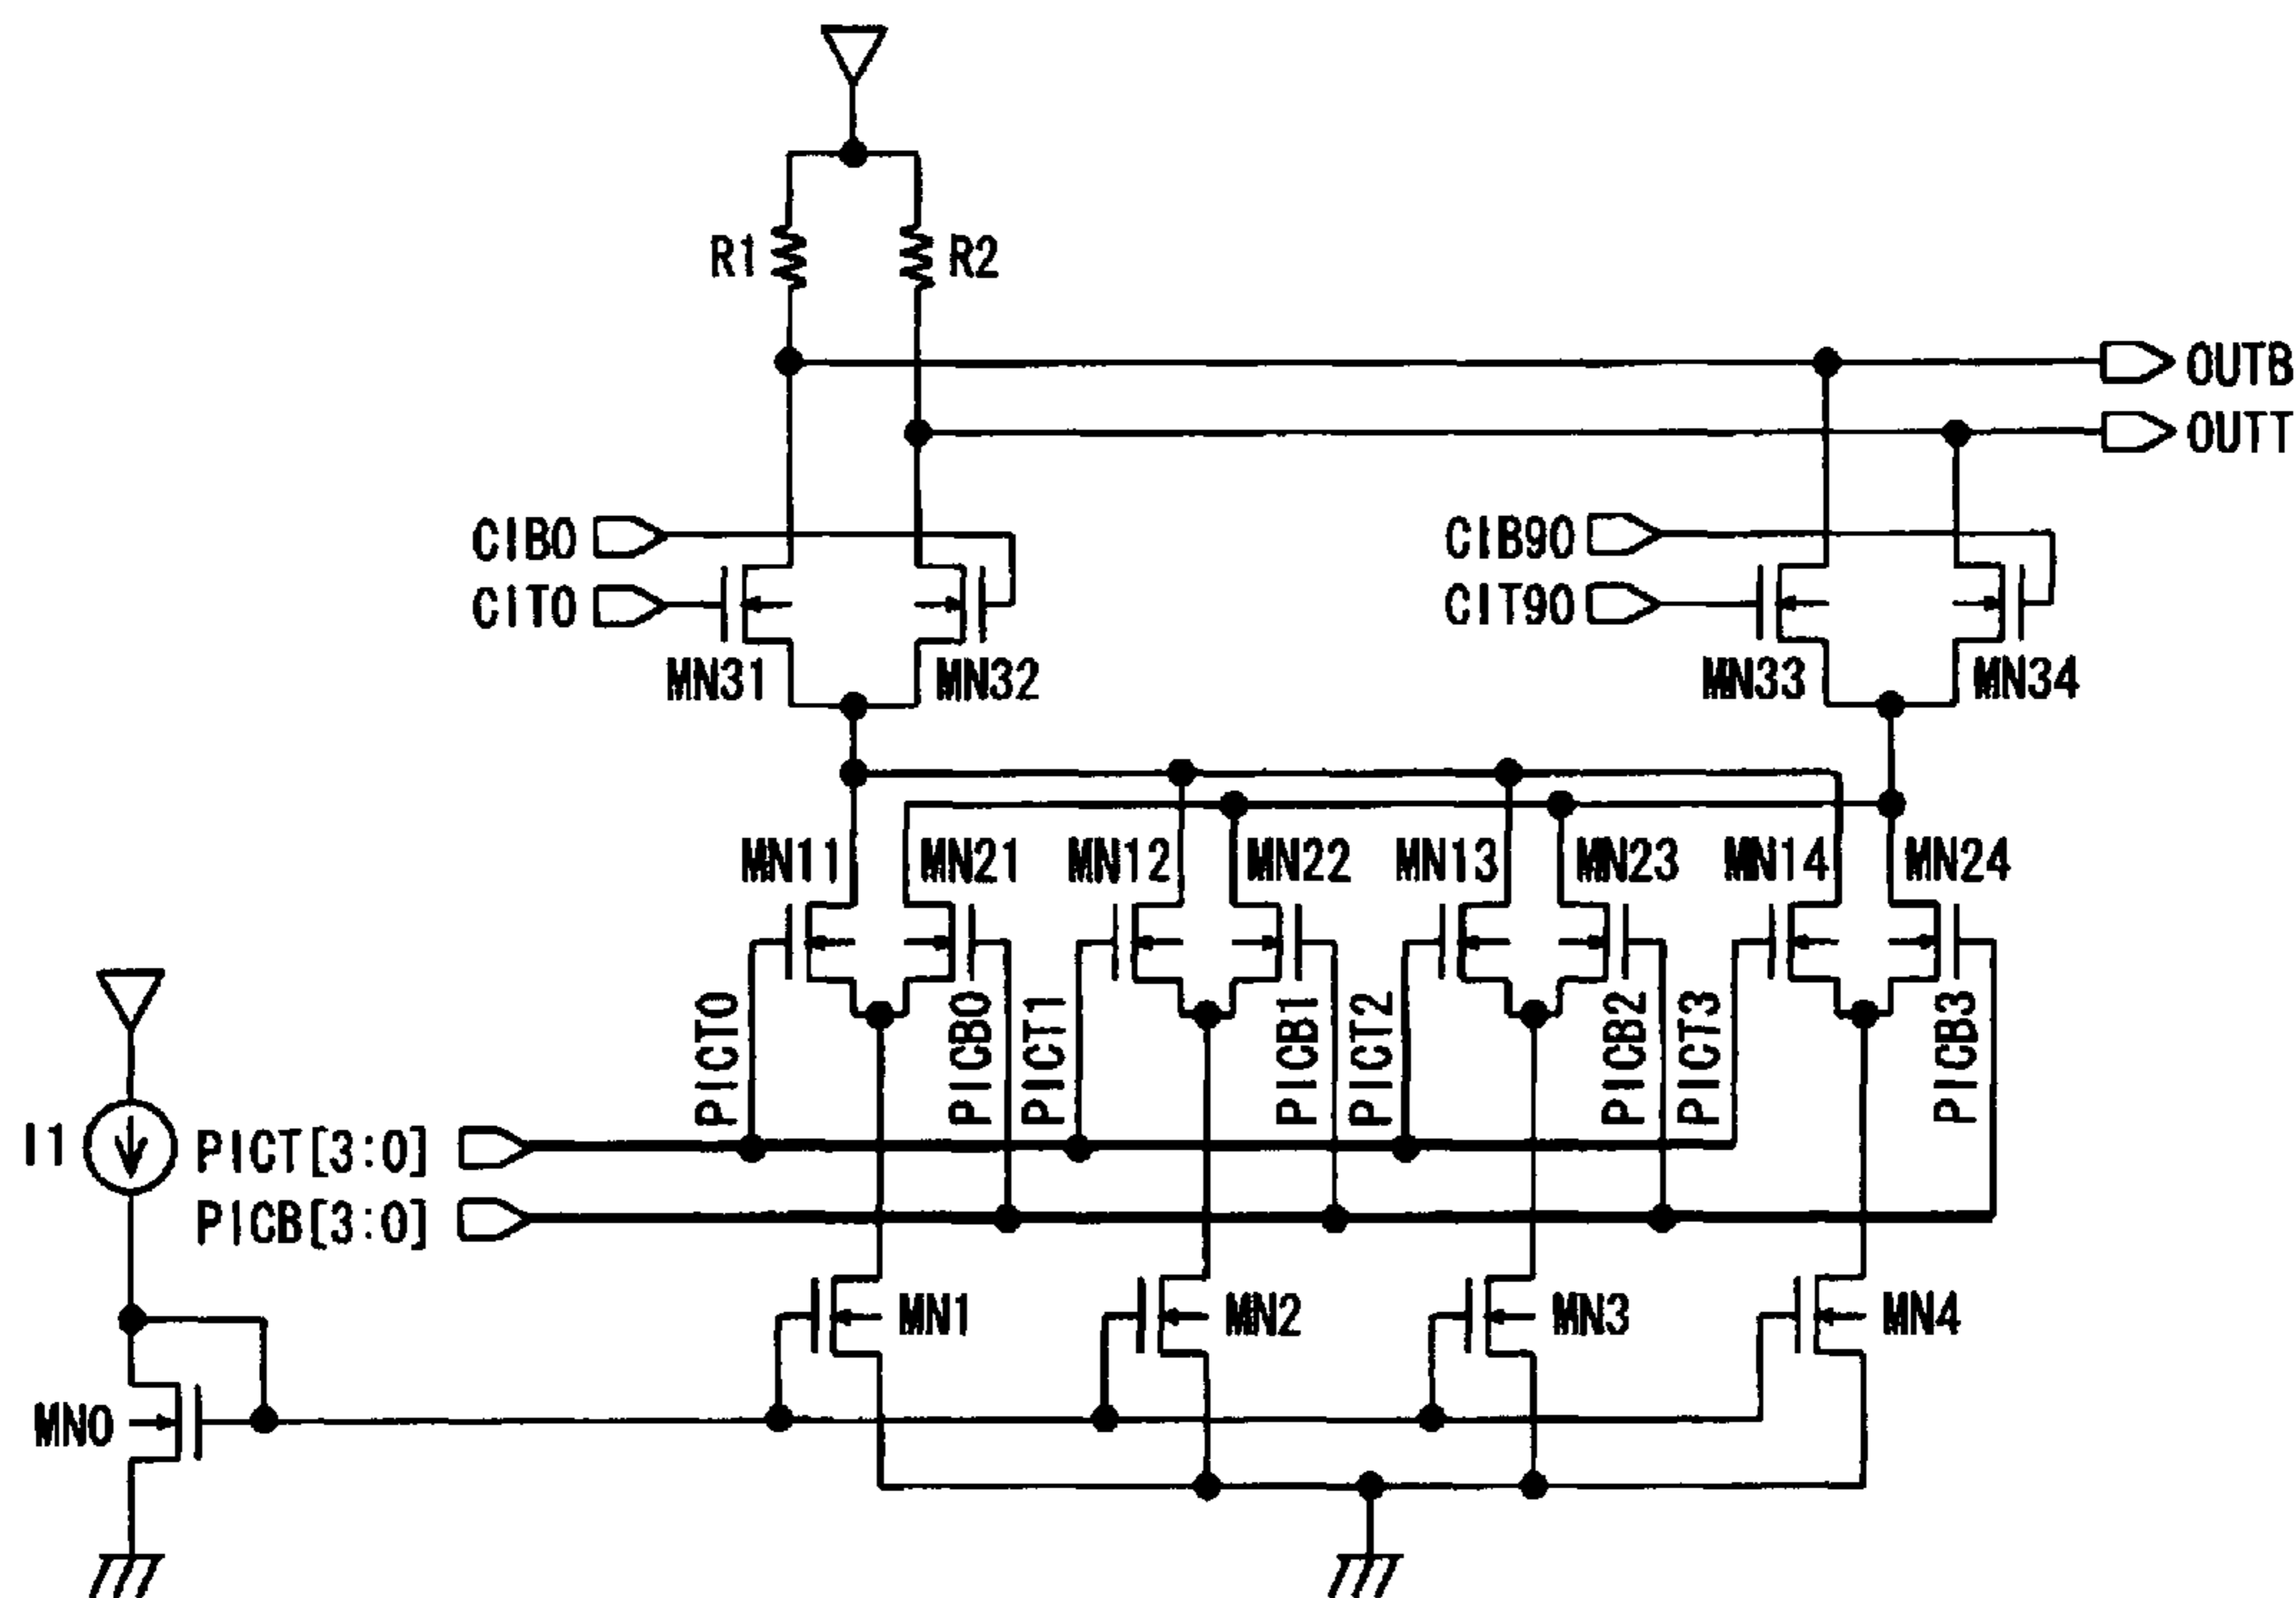 R1
R2
OUTB
OUTT
CIB0
CIB90
CIT0
CIT90
MN31
MN32
MN33
MN34
MN11
MN21
MN12
MN22
MN13
MN23
MN14
MN24
PICT0
PICB0
PICT1
PICB1
PICT2
PICB2
PICT3
PICB3
I1
PICT[3:0]
PICB[3:0]
MN1
MN2
MN3
MN4
MN0